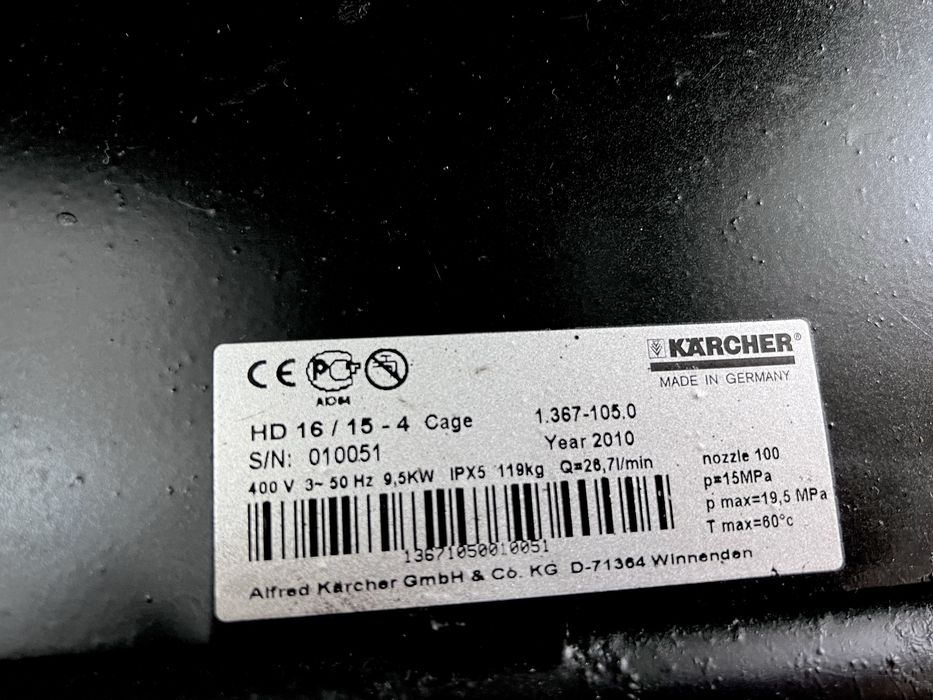 CE PC
KÄRCHER®
MADE IN GERMANY
HD 16 / 15 - 4 Cage 1.367-105.0
S/N: 010051 Year 2010
400 V 3~ 50 Hz 9,5KW IPX5 119kg Q=26,7l/min
nozzle 100
p=15MPa
p max=19,5 MPa
T max=60°c
13671050010051
Alfred Kärcher GmbH & Co. KG D-71364 Winnenden